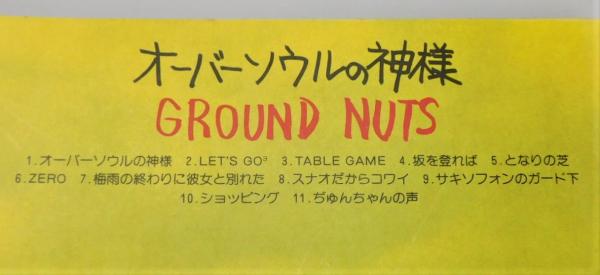 オーバーソウルの神様
GROUND NUTS
1.オーバーソウルの神様 2.LET'S GO³ 3.TABLE GAME 4.坂を登れば 5.となりの芝
6.ZERO 7.梅雨の終わりに彼女と別れた 8.スナオだからコワイ 9.サキソフォンのガード下
10.ショッピング 11.ぢゅんちゃんの声